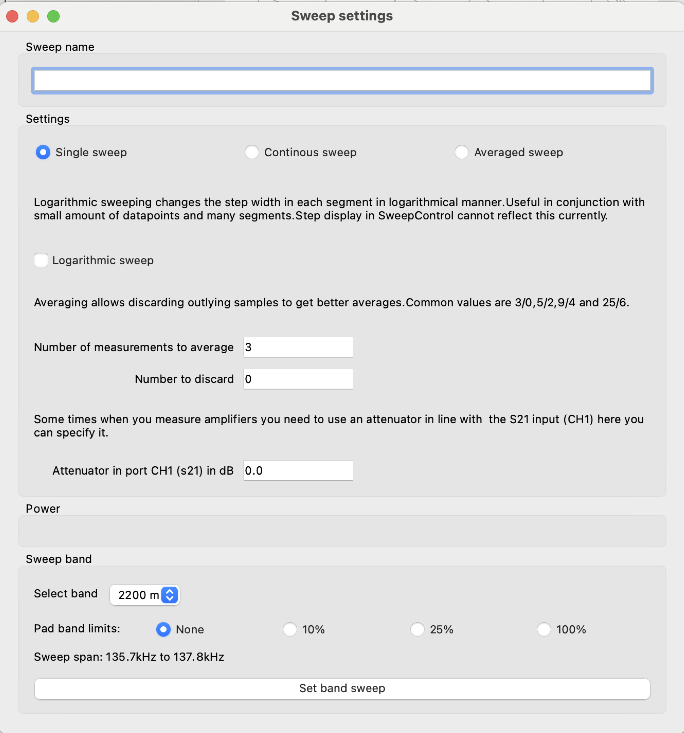 Sweep settings
Sweep name
Settings
Single sweep Continous sweep Averaged sweep
Logarithmic sweeping changes the step width in each segment in logarithmical manner.Useful in conjunction with
small amount of datapoints and many segments.Step display in SweepControl cannot reflect this currently.
Logarithmic sweep
Averaging allows discarding outlying samples to get better averages.Common values are 3/0,5/2,9/4 and 25/6.
Number of measurements to average 3
Number to discard 0
Some times when you measure amplifiers you need to use an attenuator in line with  the S21 input (CH1) here you
can specify it.
Attenuator in port CH1 (s21) in dB 0.0
Power
Sweep band
Select band 2200 m
Pad band limits: None 10% 25% 100%
Sweep span: 135.7kHz to 137.8kHz
Set band sweep